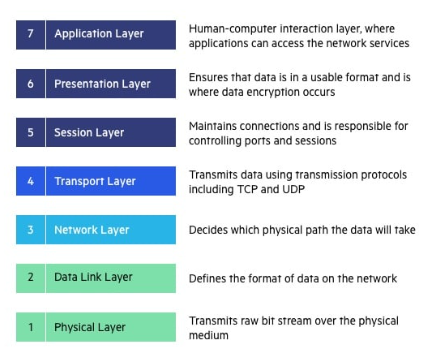 7 Application Layer
Human-computer interaction layer, where
applications can access the network services
6 Presentation Layer
Ensures that data is in a usable format and is
where data encryption occurs
5 Session Layer
Maintains connections and is responsible for
controlling ports and sessions
4 Transport Layer
Transmits data using transmission protocols
including TCP and UDP
3 Network Layer
Decides which physical path the data will take
2 Data Link Layer
Defines the format of data on the network
1 Physical Layer
Transmits raw bit stream over the physical
medium